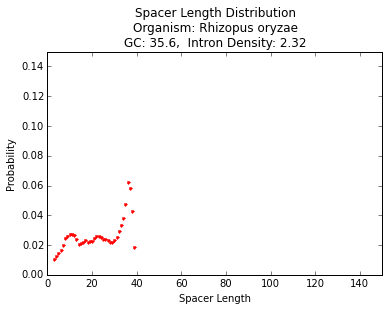 Spacer Length Distribution
Organism: Rhizopus oryzae
GC: 35.6,  Intron Density: 2.32
0.14
0.12
0.10
0.08
0.06
0.04
0.02
0.00
Probability
0 20 40 60 80 100 120 140
Spacer Length